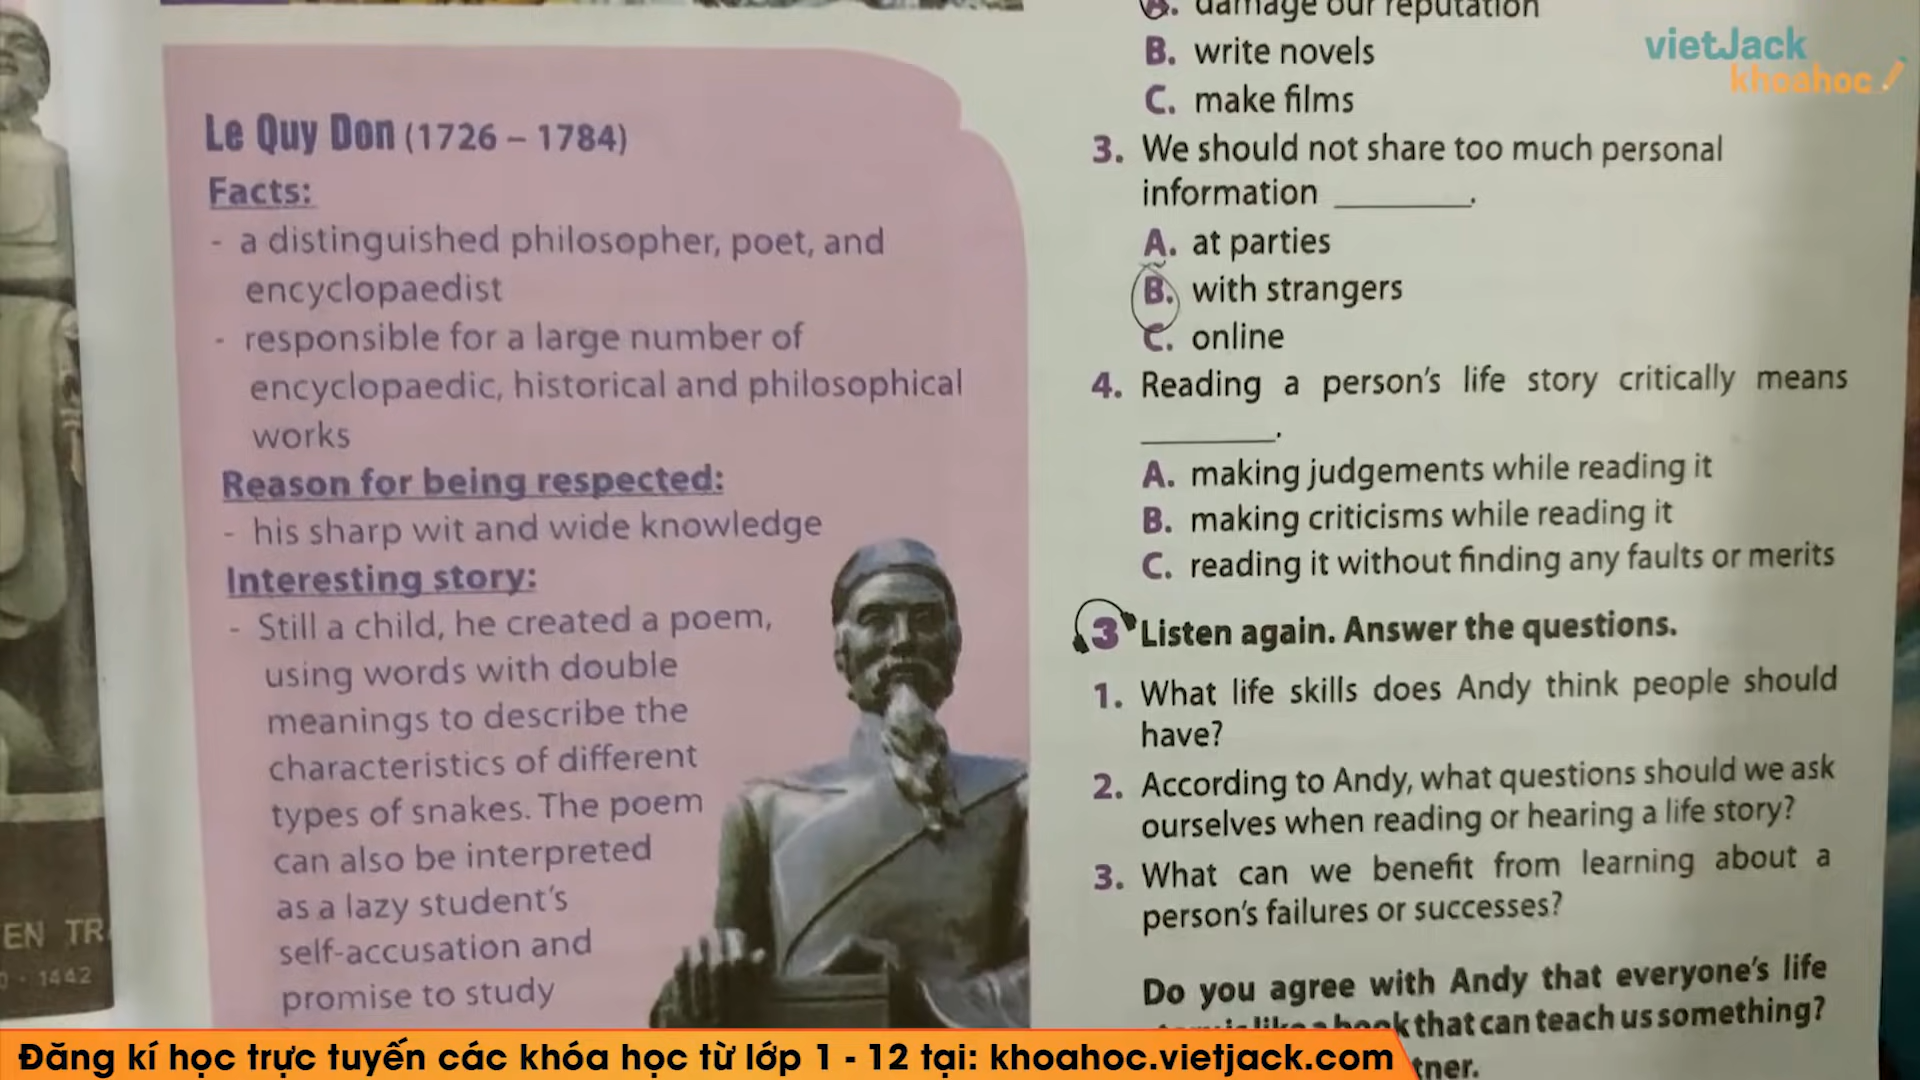 Le Quy Don (1726 – 1784)
Facts:
- a distinguished philosopher, poet, and
encyclopaedist
- responsible for a large number of
encyclopaedic, historical and philosophical
works
Reason for being respected:
- his sharp wit and wide knowledge
Interesting story:
- Still a child, he created a poem,
using words with double
meanings to describe the
characteristics of different
types of snakes. The poem
can also be interpreted
as a lazy student's
self-accusation and
promise to study
EN TR
1442
A. damage our reputation
B. write novels
C. make films
3. We should not share too much personal
information ________.
A. at parties
B. with strangers
C. online
4. Reading a person's life story critically means
________.
A. making judgements while reading it
B. making criticisms while reading it
C. reading it without finding any faults or merits
3 Listen again. Answer the questions.
1. What life skills does Andy think people should
have?
2. According to Andy, what questions should we ask
ourselves when reading or hearing a life story?
3. What can we benefit from learning about a
person's failures or successes?
Do you agree with Andy that everyone's life
story is like a book that can teach us something?
tner.
vietJack
khoahoc
Đăng kí học trực tuyến các khóa học từ lớp 1 - 12 tại: khoahoc.vietjack.com